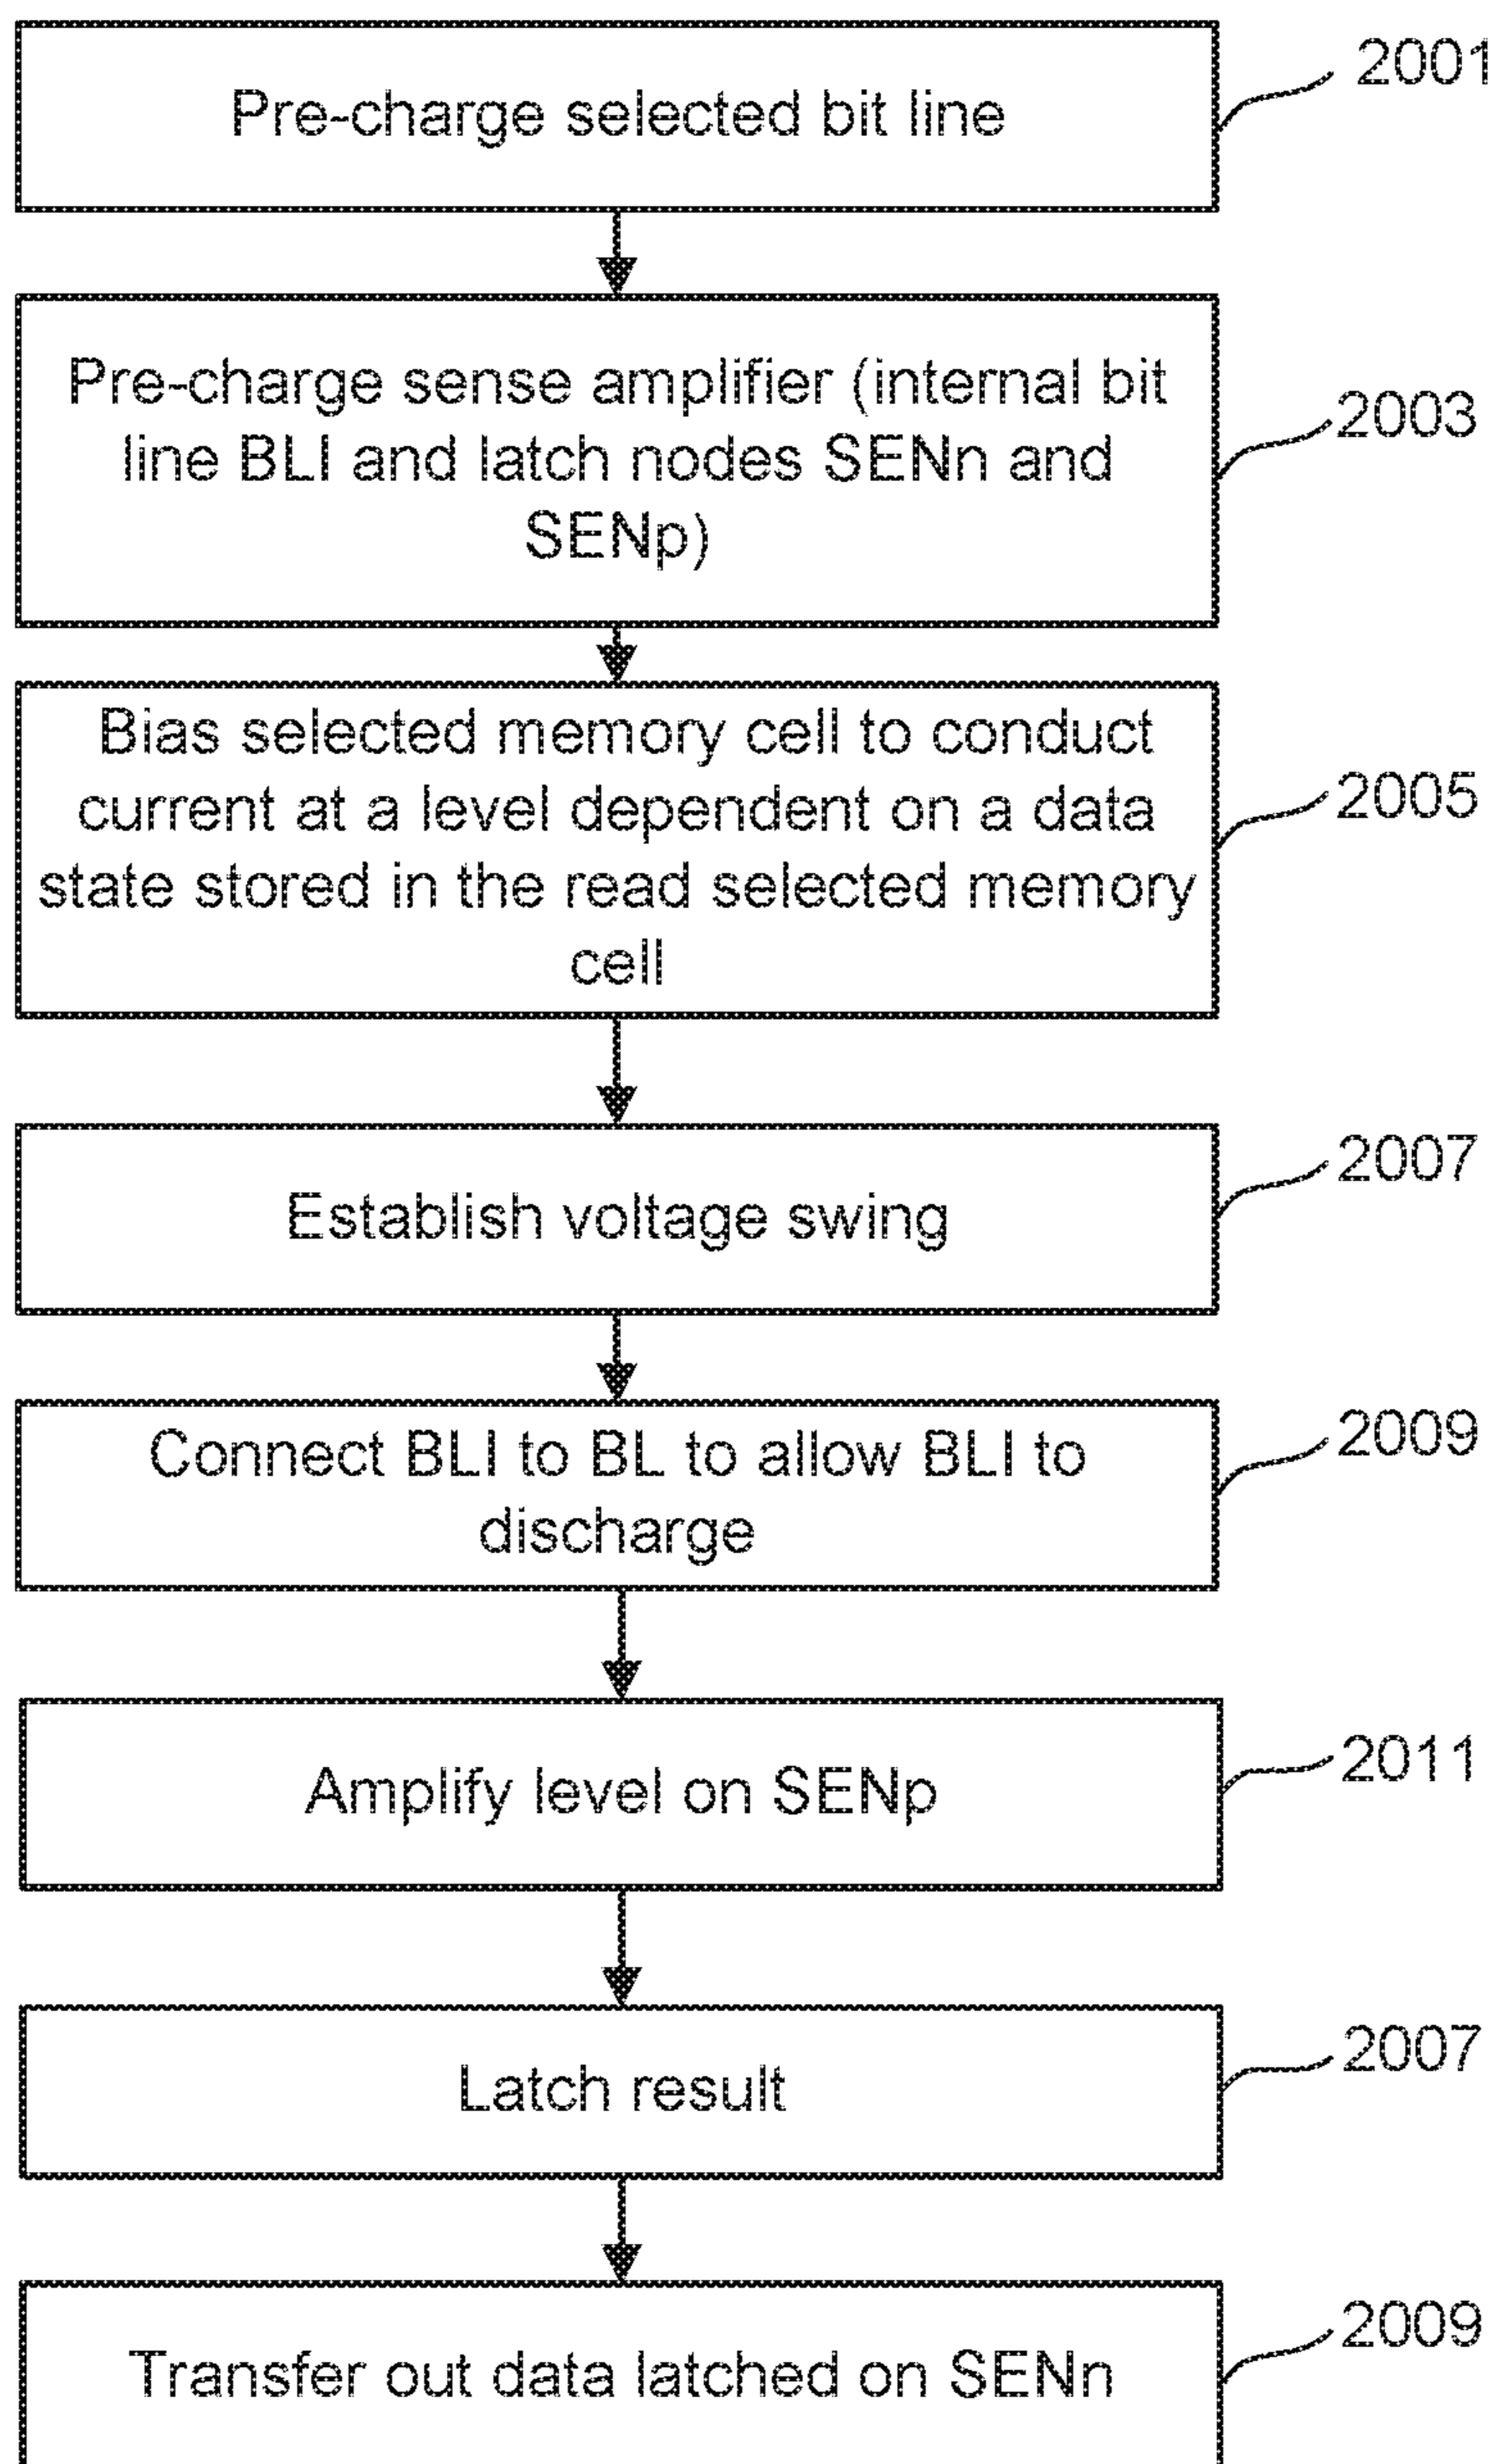 Pre-charge selected bit line
2001
Pre-charge sense amplifier (internal bit
line BLI and latch nodes SENn and
SENp)
2003
Bias selected memory cell to conduct
current at a level dependent on a data
state stored in the read selected memory
cell
2005
Establish voltage swing
2007
Connect BLI to BL to allow BLI to
discharge
2009
Amplify level on SENp
2011
Latch result
2007
Transfer out data latched on SENn
2009